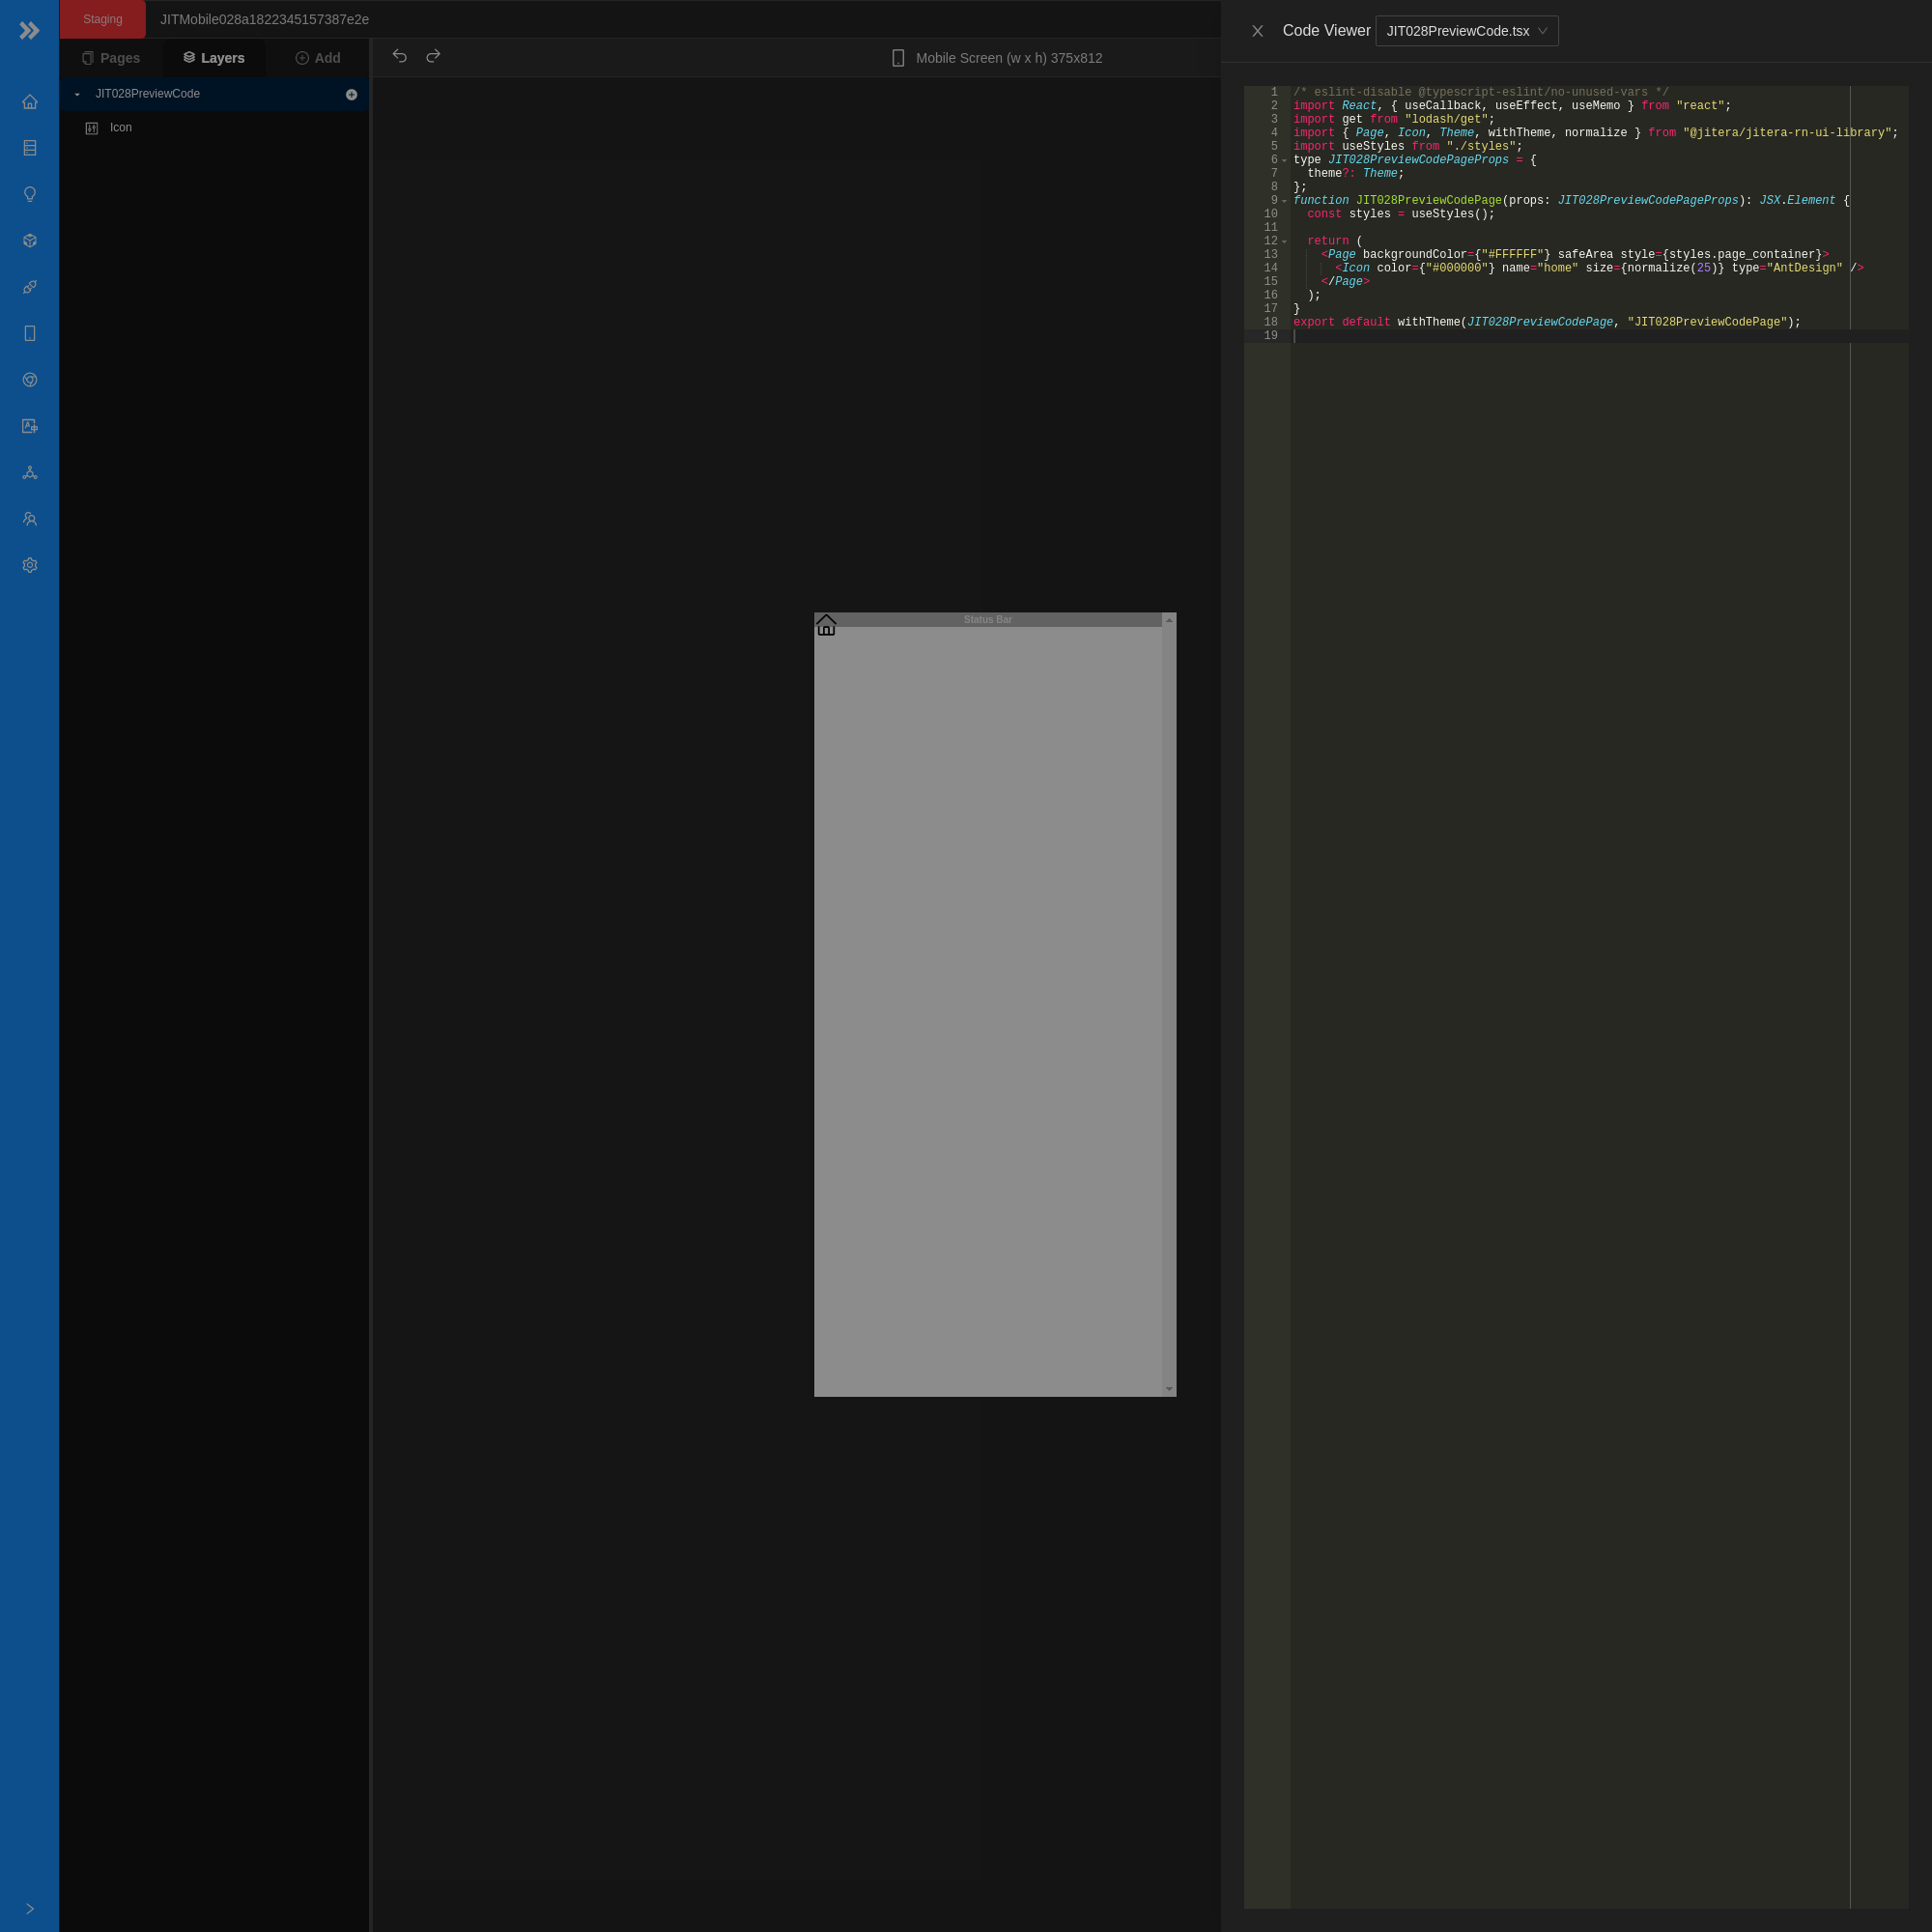 Staging
JITMobile028a1822345157387e2e
Code Viewer
JIT028PreviewCode.tsx
Pages
Layers
Add
Mobile Screen (w x h) 375x812
JIT028PreviewCode
Icon
Status Bar
1 /* eslint-disable @typescript-eslint/no-unused-vars */
2 import React, { useCallback, useEffect, useMemo } from "react";
3 import get from "lodash/get";
4 import { Page, Icon, Theme, withTheme, normalize } from "@jitera/jitera-rn-ui-library";
5 import useStyles from "./styles";
6 type JIT028PreviewCodePageProps = {
7   theme?: Theme;
8 };
9 function JIT028PreviewCodePage(props: JIT028PreviewCodePageProps): JSX.Element {
10   const styles = useStyles();
11
12   return (
13     <Page backgroundColor={"#FFFFFF"} safeArea style={styles.page_container}>
14       <Icon color={"#000000"} name="home" size={normalize(25)} type="AntDesign" />
15     </Page>
16   );
17 }
18 export default withTheme(JIT028PreviewCodePage, "JIT028PreviewCodePage");
19